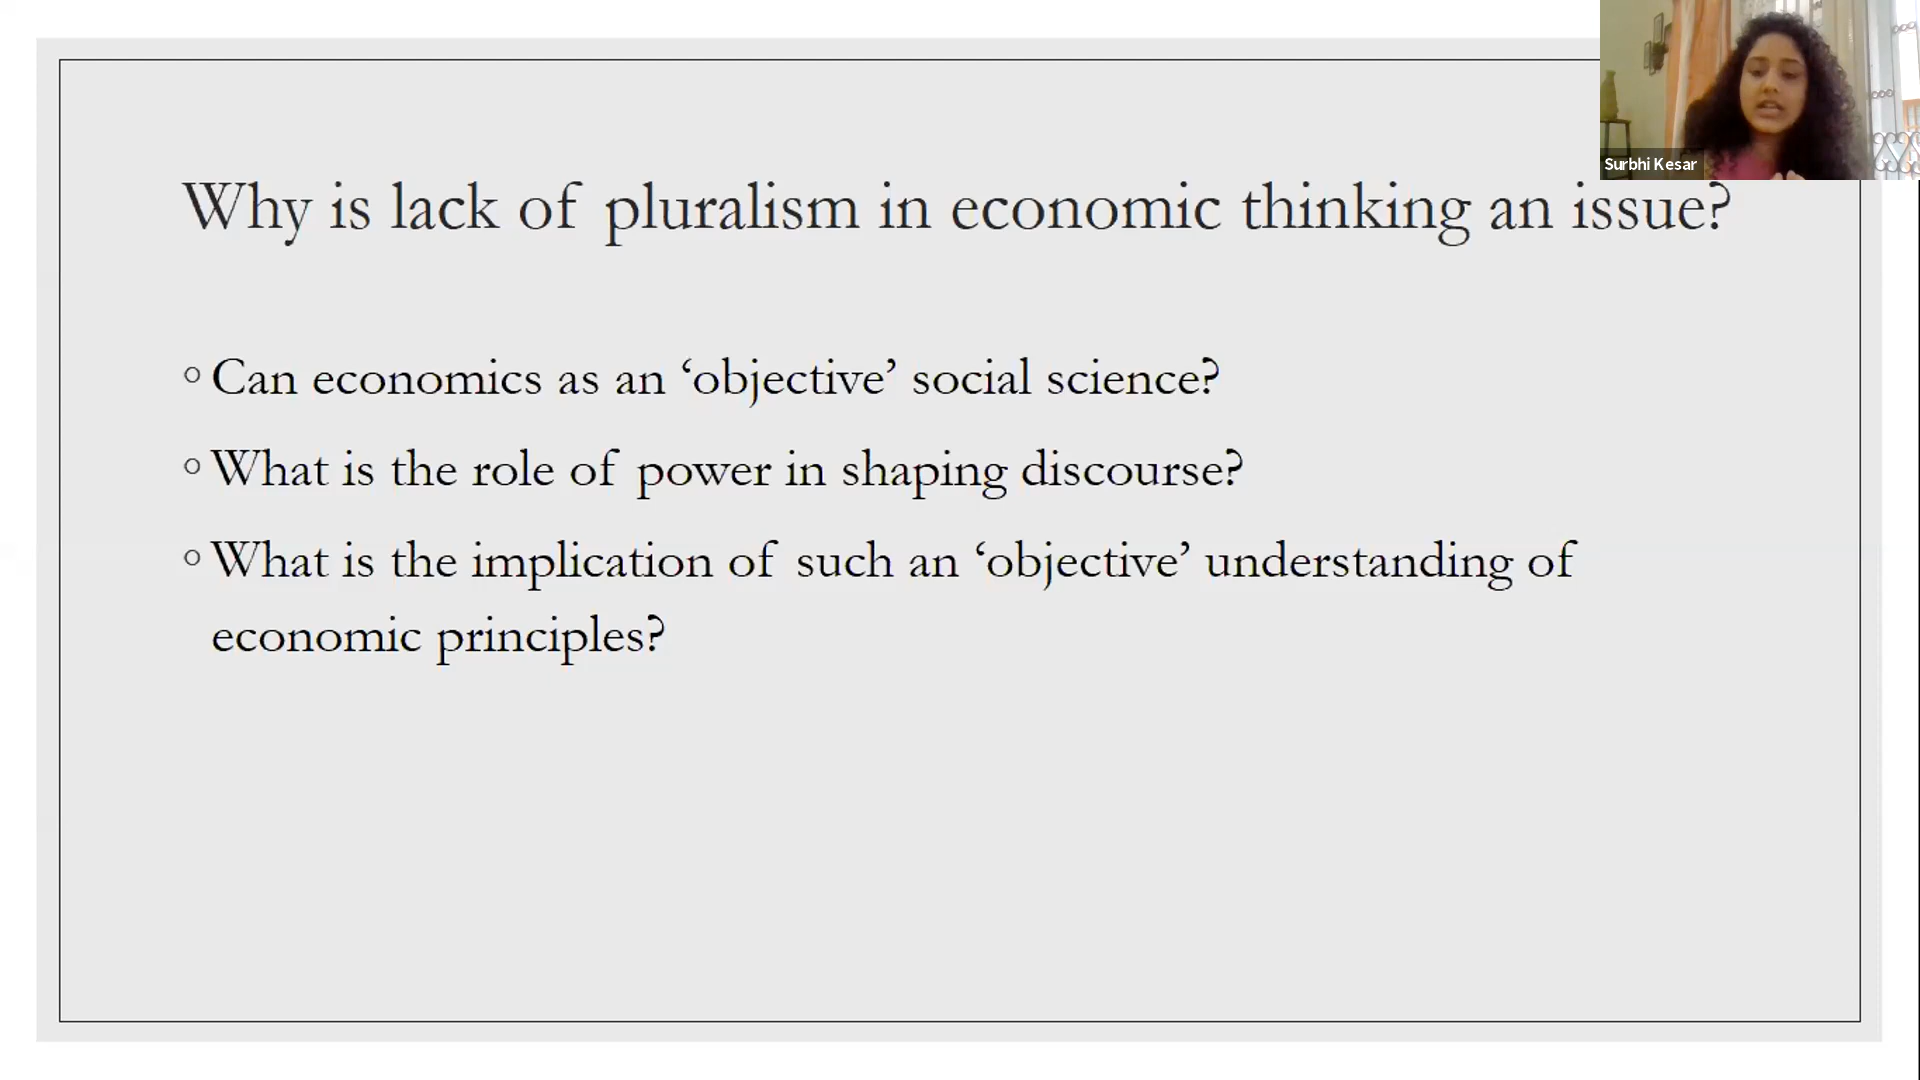 Surbhi Kesar
Why is lack of pluralism in economic thinking an issue?
◦ Can economics as an ‘objective’ social science?
◦ What is the role of power in shaping discourse?
◦ What is the implication of such an ‘objective’ understanding of
economic principles?